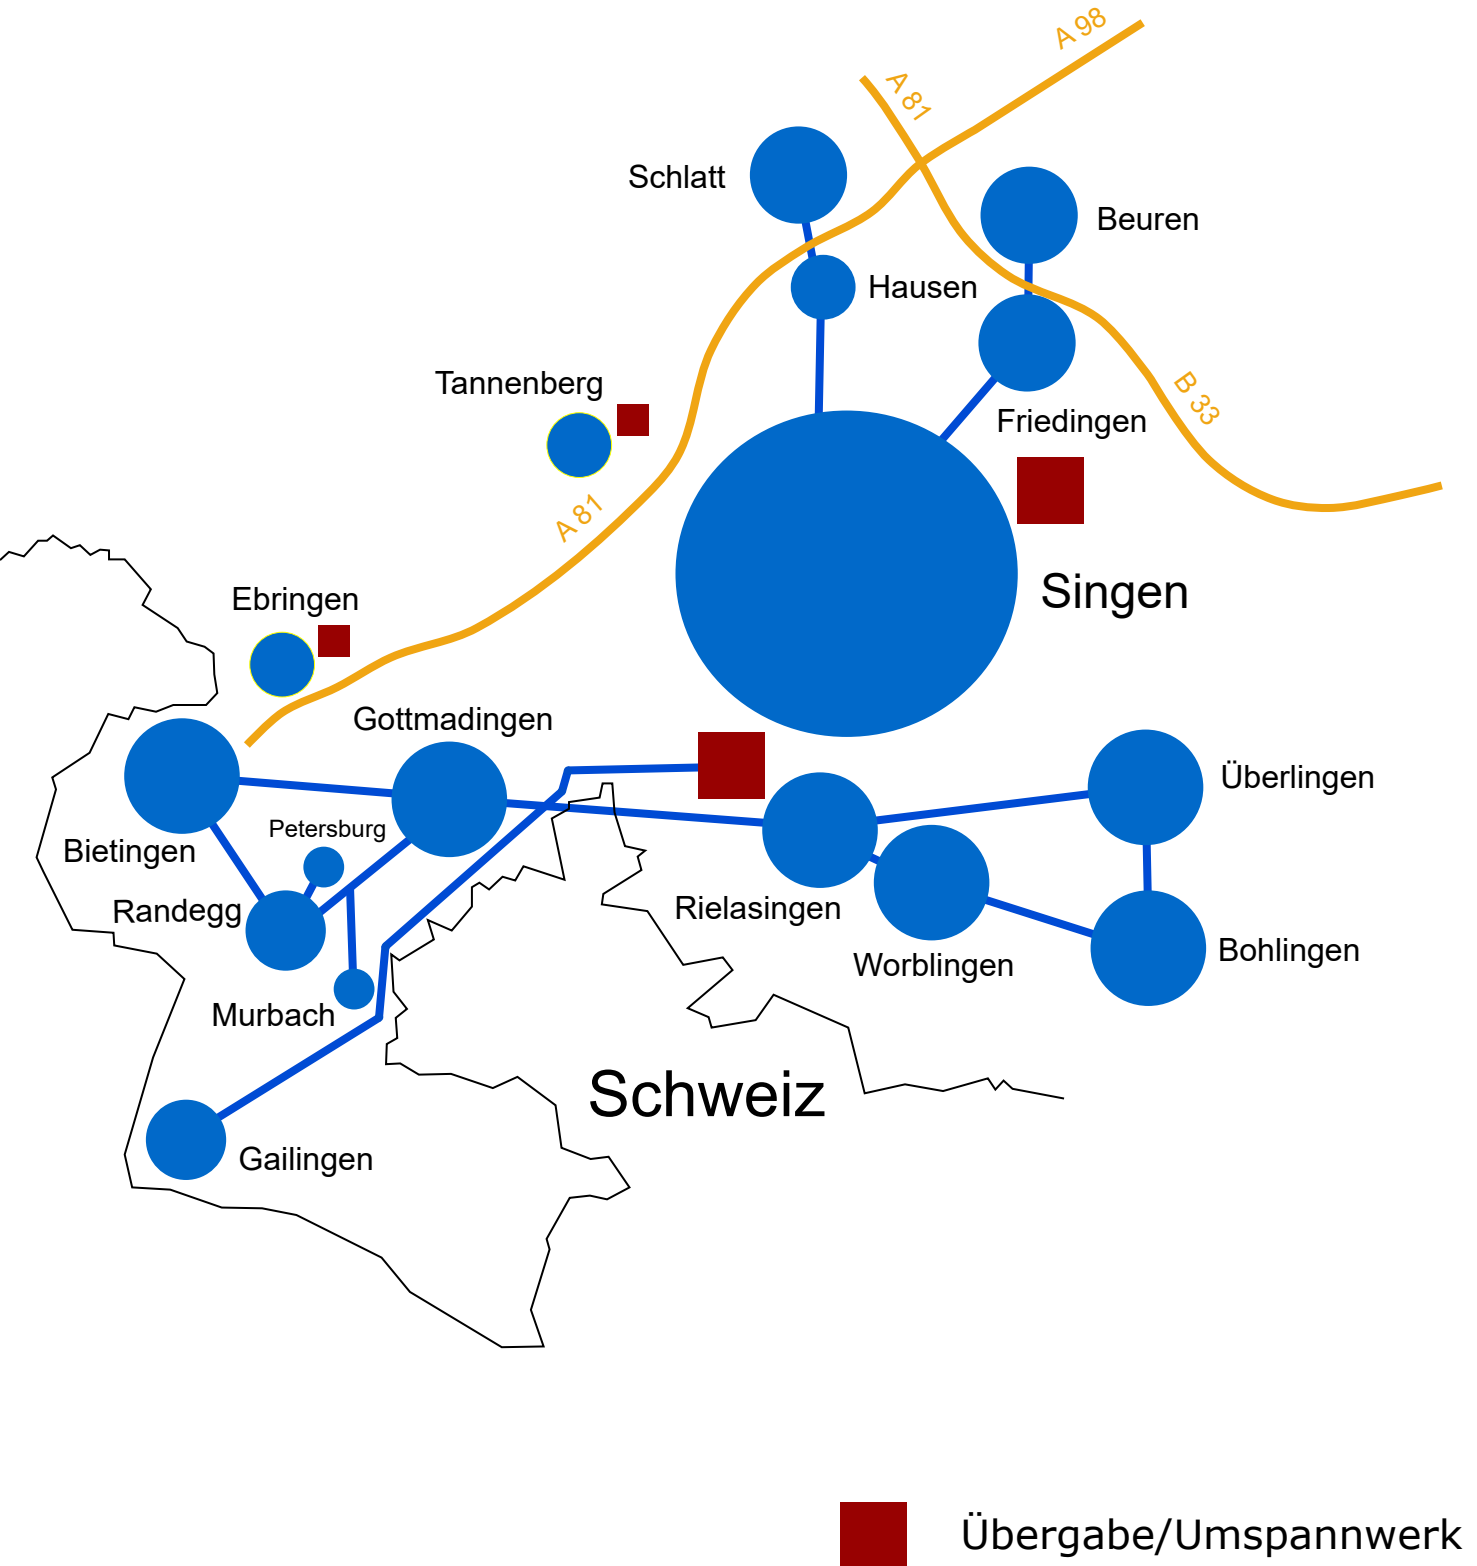 A 98
A 81
Schlatt
Beuren
Hausen
Tannenberg
B 33
Friedingen
A 81
Singen
Ebringen
Gottmadingen
Überlingen
Petersburg
Bietingen
Randegg
Rielasingen
Bohlingen
Worblingen
Murbach
Schweiz
Gailingen
Übergabe/Umspannwerk